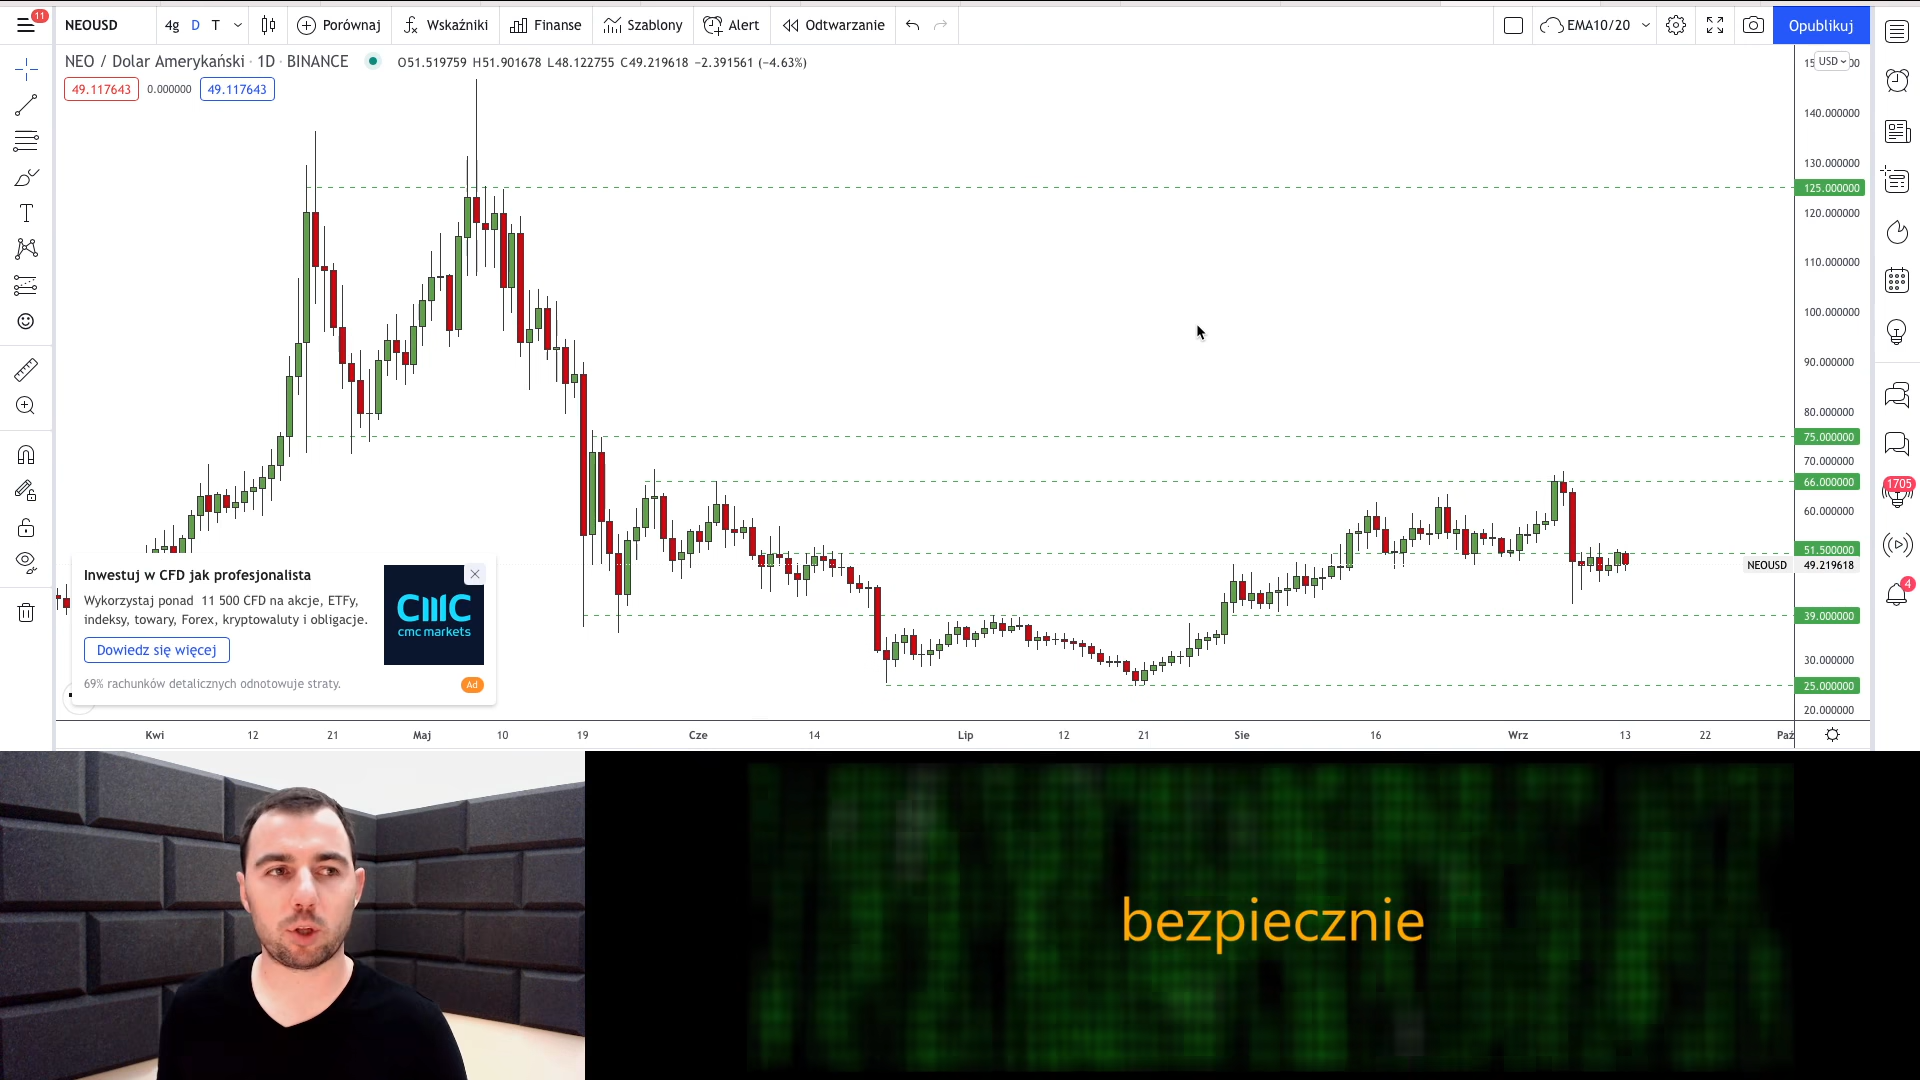 11
NEOUSD
4g D T
Porównaj
Wskaźniki
Finanse
Szablony
Alert
Odtwarzanie
EMA10/20
Opublikuj
NEO / Dolar Amerykański · 1D · BINANCE
O51.519759 H51.901678 L48.122755 C49.219618 −2.391561 (−4.63%)
49.117643 0.000000 49.117643
USD
140.000000
130.000000
125.000000
120.000000
110.000000
100.000000
90.000000
80.000000
75.000000
70.000000
66.000000
60.000000
51.500000
NEOUSD 49.219618
39.000000
30.000000
25.000000
20.000000
1705
4
Inwestuj w CFD jak profesjonalista
Wykorzystaj ponad 11 500 CFD na akcje, ETFy,
indeksy, towary, Forex, kryptowaluty i obligacje.
Dowiedz się więcej
69% rachunków detalicznych odnotowuje straty.
CMC
cmc markets
Ad
Kwi 12 21 Maj 10 19 Cze 14 Lip 12 21 Sie 16 Wrz 13 22 Paź
bezpiecznie